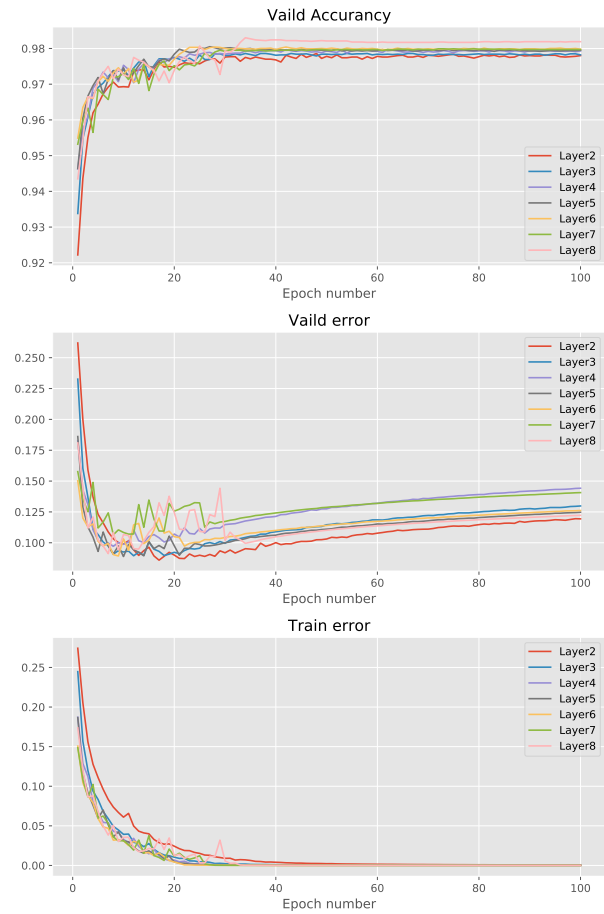 Vaild Accurancy
0.98
0.97
0.96
0.95
0.94
0.93
0.92
Layer2
Layer3
Layer4
Layer5
Layer6
Layer7
Layer8
0 20 40 60 80 100
Epoch number
Vaild error
0.250
0.225
0.200
0.175
0.150
0.125
0.100
Layer2
Layer3
Layer4
Layer5
Layer6
Layer7
Layer8
0 20 40 60 80 100
Epoch number
Train error
0.25
0.20
0.15
0.10
0.05
0.00
Layer2
Layer3
Layer4
Layer5
Layer6
Layer7
Layer8
0 20 40 60 80 100
Epoch number